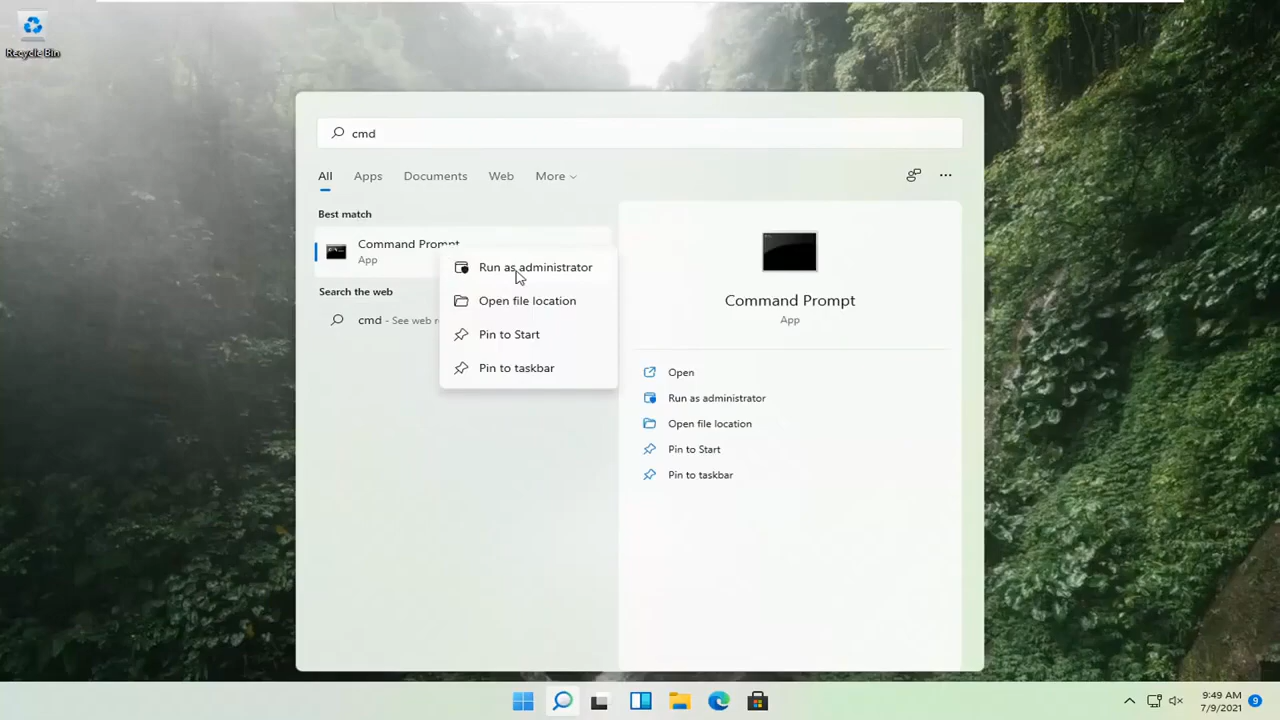 Recycle Bin
cmd
All Apps Documents Web More
Best match
Command Prompt
App
Search the web
cmd - See web re
Run as administrator
Open file location
Pin to Start
Pin to taskbar
Command Prompt
App
Open
Run as administrator
Open file location
Pin to Start
Pin to taskbar
9:49 AM
7/9/2021
9